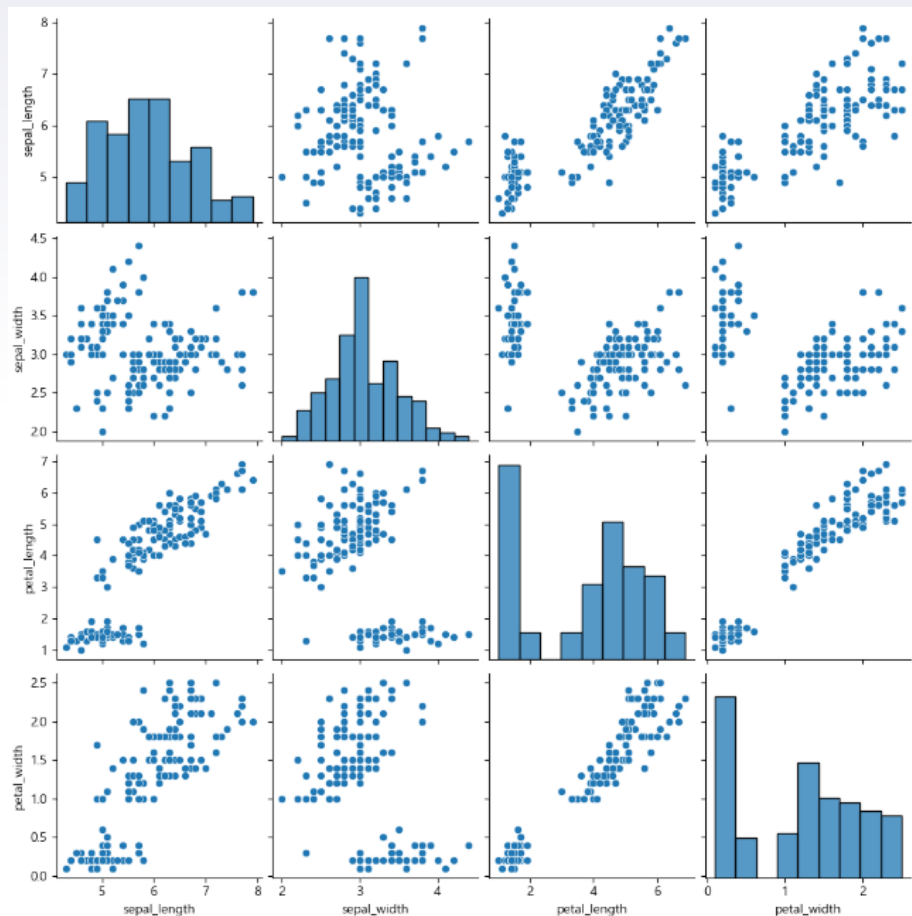 8
7
6
5
sepal_length
4.5
4.0
3.5
3.0
2.5
2.0
sepal_width
7
6
5
4
3
2
1
petal_length
2.5
2.0
1.5
1.0
0.5
0.0
petal_width
5 6 7 8
sepal_length
2 3 4
sepal_width
2 4 6
petal_length
0 1 2
petal_width